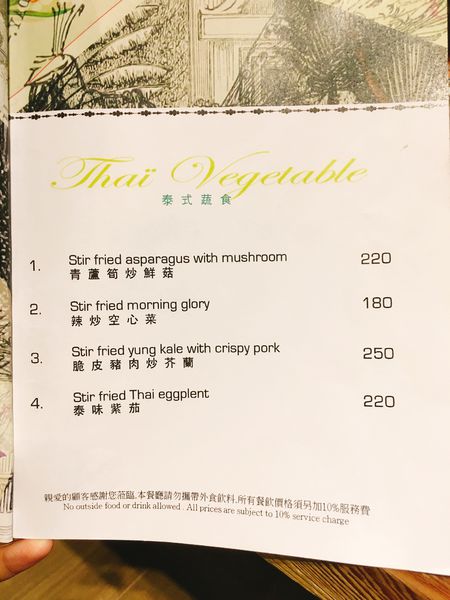 Thaï Vegetable
泰式蔬食
1. Stir fried asparagus with mushroom 220
青蘆筍炒鮮菇
2. Stir fried morning glory 180
辣炒空心菜
3. Stir fried yung kale with crispy pork 250
脆皮豬肉炒芥蘭
4. Stir fried Thai eggplent 220
泰味紫茄
親愛的顧客感謝您蒞臨,本餐廳請勿攜帶外食飲料,所有餐飲價格須另加10%服務費
No outside food or drink allowed . All prices are subject to 10% service charge